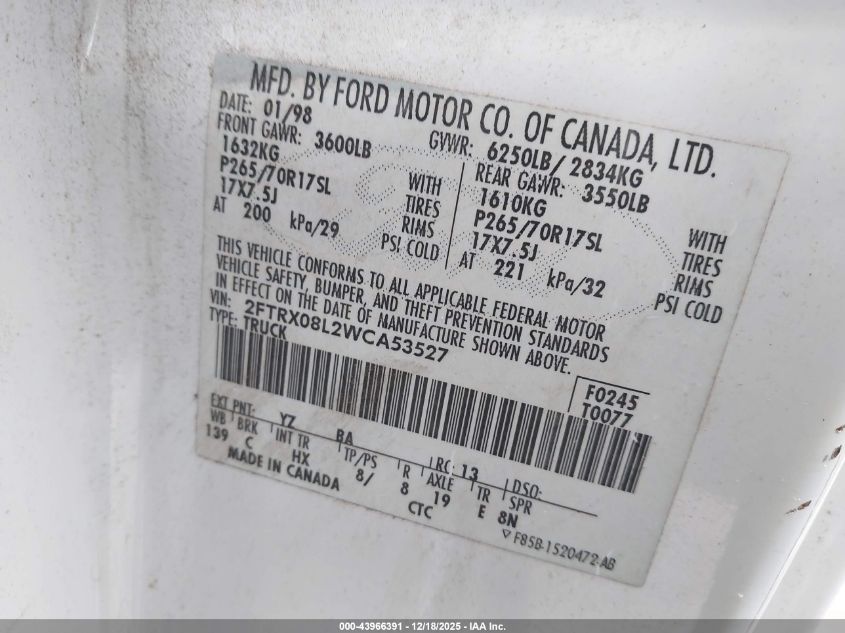 MFD. BY FORD MOTOR CO. OF CANADA, LTD.
DATE: 01/98 GVWR: 6250LB/ 2834KG
FRONT GAWR: 3600LB REAR GAWR: 3550LB
1632KG WITH 1610KG WITH
P265/70R17SL TIRES P265/70R17SL TIRES
17X7.5J RIMS 17X7.5J RIMS
AT 200 kPa/29 PSI COLD AT 221 kPa/32 PSI COLD
THIS VEHICLE CONFORMS TO ALL APPLICABLE FEDERAL MOTOR
VEHICLE SAFETY, BUMPER, AND THEFT PREVENTION STANDARDS
IN EFFECT ON THE DATE OF MANUFACTURE SHOWN ABOVE.
VIN: 2FTRX08L2WCA53527
TYPE: TRUCK
F0245
T0077
EXT PNT: YZ BA RC: 13 DSO:
WB BRK INT TR TP/PS R AXLE TR SPR
139 C HX 8/ 8 19 E 8N
MADE IN CANADA CTC
F85B-1520472-AB
000-43966391 - 12/18/2025 - IAA Inc.